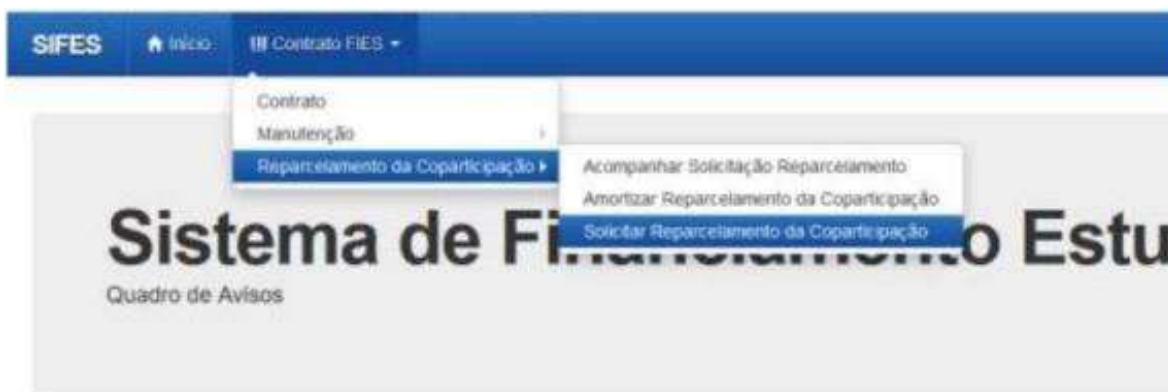 SIFES Início Contrato FIES
Contrato
Manutenção
Reparcelamento da Coparticipação
Acompanhar Solicitação Reparcelamento
Amortizar Reparcelamento da Coparticipação
Solicitar Reparcelamento da Coparticipação
Sistema de Financiamento Estu
Quadro de Avisos